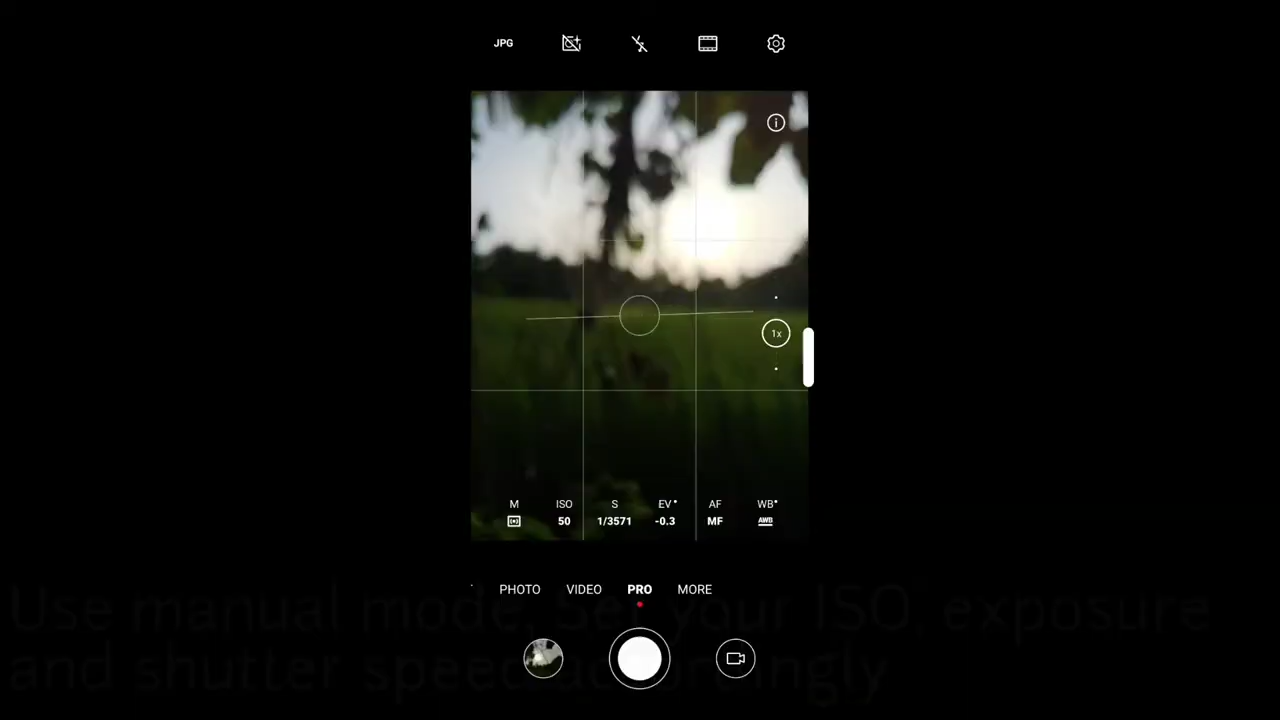 JPG
1x
M ISO S EV AF WB
50 1/3571 -0.3 MF AWB
PHOTO VIDEO PRO MORE
Use manual mode. Set your ISO, exposure
and shutter speed accordingly